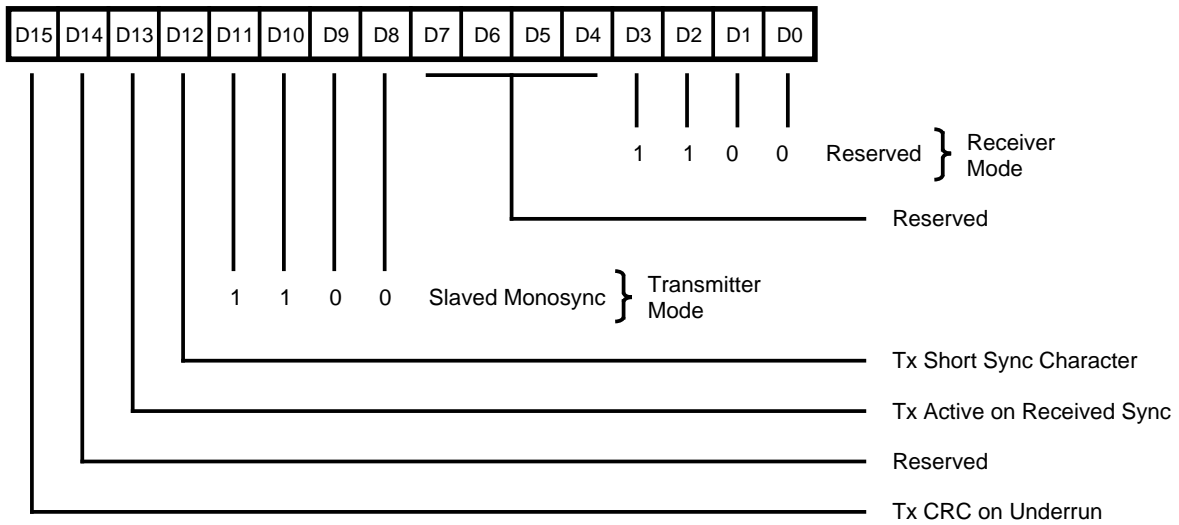 D15 D14 D13 D12 D11 D10 D9 D8 D7 D6 D5 D4 D3 D2 D1 D0
1 1 0 0 Reserved } Receiver
Mode
Reserved
1 1 0 0 Slaved Monosync } Transmitter
Mode
Tx Short Sync Character
Tx Active on Received Sync
Reserved
Tx CRC on Underrun